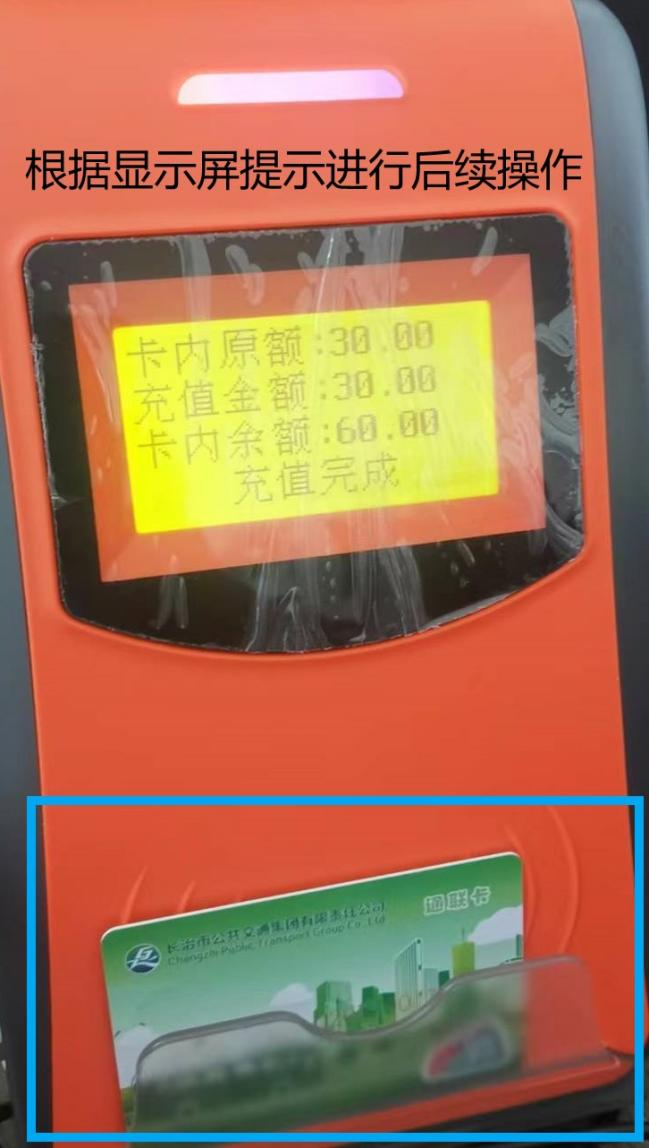 根据显示屏提示进行后续操作
卡内原额:30.00
充值金额:30.00
卡内余额:60.00
充值完成
通联卡
长治市公共交通集团有限责任公司
Changzhi Public Transport Group Co., Ltd